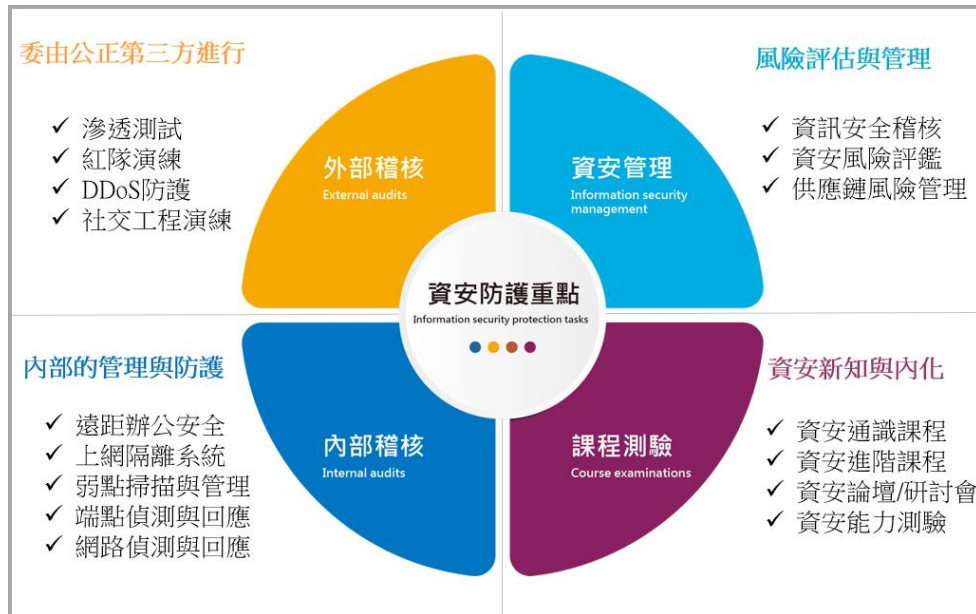 委由公正第三方進行
✓ 滲透測試
✓ 紅隊演練
✓ DDoS防護
✓ 社交工程演練
外部稽核
External audits
資安管理
Information security
management
風險評估與管理
✓ 資訊安全稽核
✓ 資安風險評鑑
✓ 供應鏈風險管理
資安防護重點
Information security protection tasks
內部的管理與防護
✓ 遠距辦公安全
✓ 上網隔離系統
✓ 弱點掃描與管理
✓ 端點偵測與回應
✓ 網路偵測與回應
內部稽核
Internal audits
課程測驗
Course examinations
資安新知與內化
✓ 資安通識課程
✓ 資安進階課程
✓ 資安論壇/研討會
✓ 資安能力測驗